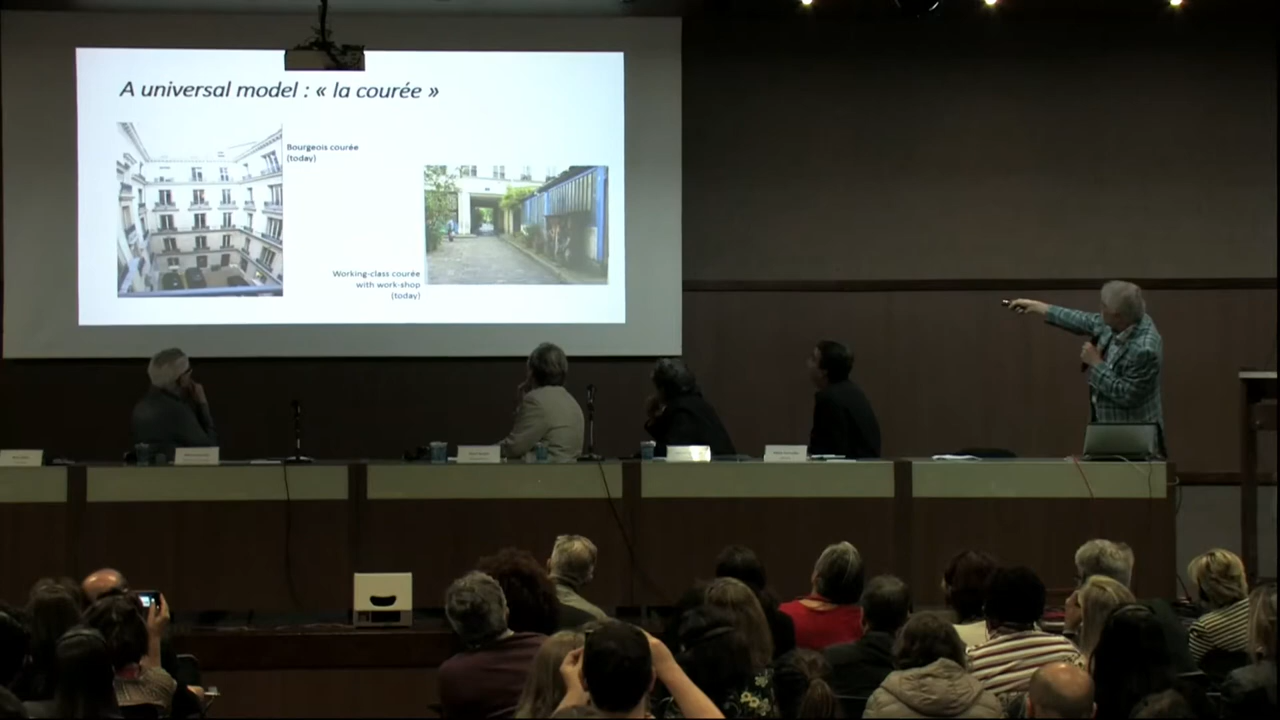 A universal model : « la courée »
Bourgeois courée
(today)
Working-class courée
with work-shop
(today)